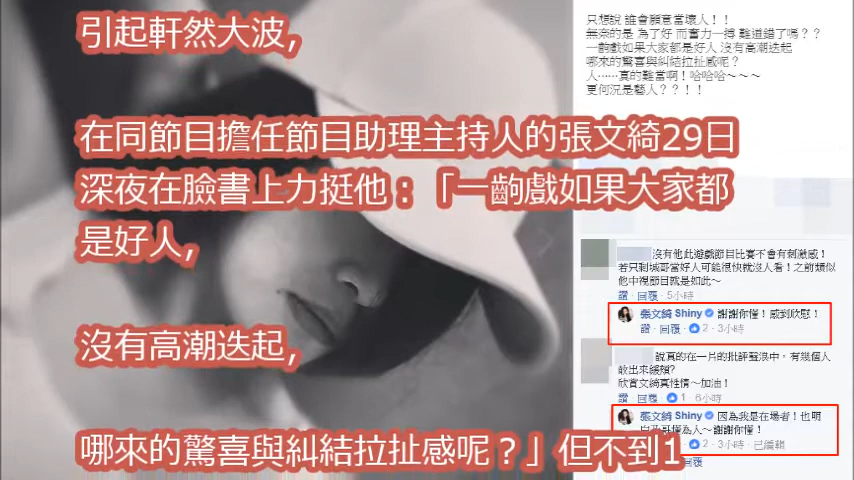 引起軒然大波,
在同節目擔任節目助理主持人的張文綺29日
深夜在臉書上力挺他：「一齣戲如果大家都
是好人,
沒有高潮迭起,
哪來的驚喜與糾結拉扯感呢？」但不到1
只想說 誰會願意當壞人！！
無奈的是 為了好 而奮力一搏 難道錯了嗎？？
一齣戲如果大家都是好人 沒有高潮迭起
哪來的驚喜與糾結拉扯感呢？
人……真的難當啊！哈哈哈～～～
更何況是藝人？？！！
沒有他此遊戲節目比賽不會有刺激感！
若只剩城哥當好人可能很快就沒人看！之前類似
他中視節目就是如此～
讚 · 回覆 · 5小時
張文綺 Shiny 謝謝你懂！感到欣慰！
讚 · 回覆 · 2 · 3小時
說真的在一片的批評聲浪中，有幾個人
敢出來緩頰?
欣賞文綺真性情～加油！
讚 · 回覆 · 1 · 6小時
張文綺 Shiny 因為我是在場者！也明
為人～謝謝你懂！
2 · 3小時 · 已編輯
回覆